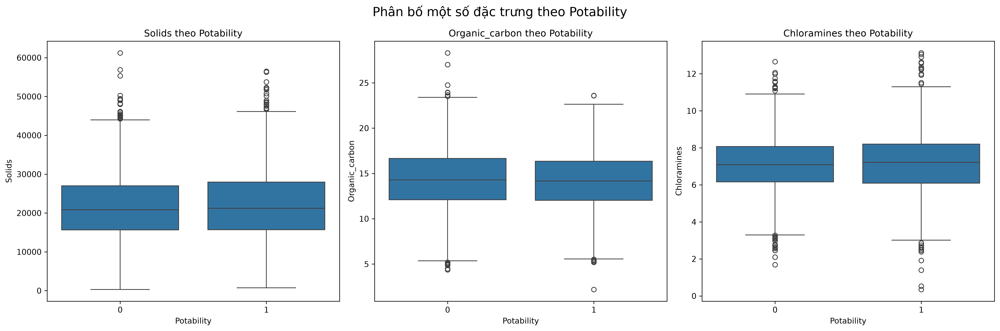 Phân bố một số đặc trưng theo Potability
Solids theo Potability
Solids
60000
50000
40000
30000
20000
10000
0
0
1
Potability
Organic_carbon theo Potability
Organic_carbon
25
20
15
10
5
0
1
Potability
Chloramines theo Potability
Chloramines
12
10
8
6
4
2
0
0
1
Potability